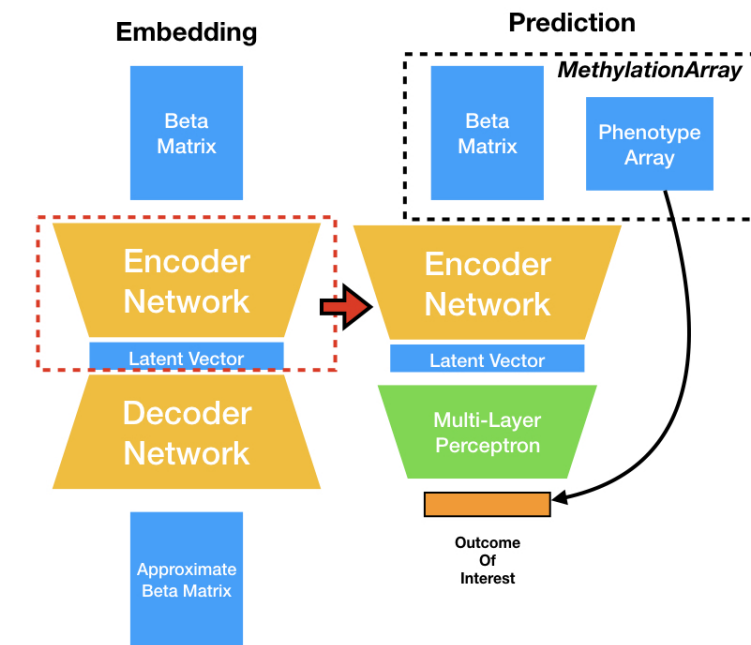 Embedding
Beta
Matrix
Encoder
Network
Latent Vector
Decoder
Network
Approximate
Beta Matrix
Prediction
MethylationArray
Beta
Matrix
Phenotype
Array
Encoder
Network
Latent Vector
Multi-Layer
Perceptron
Outcome
Of
Interest